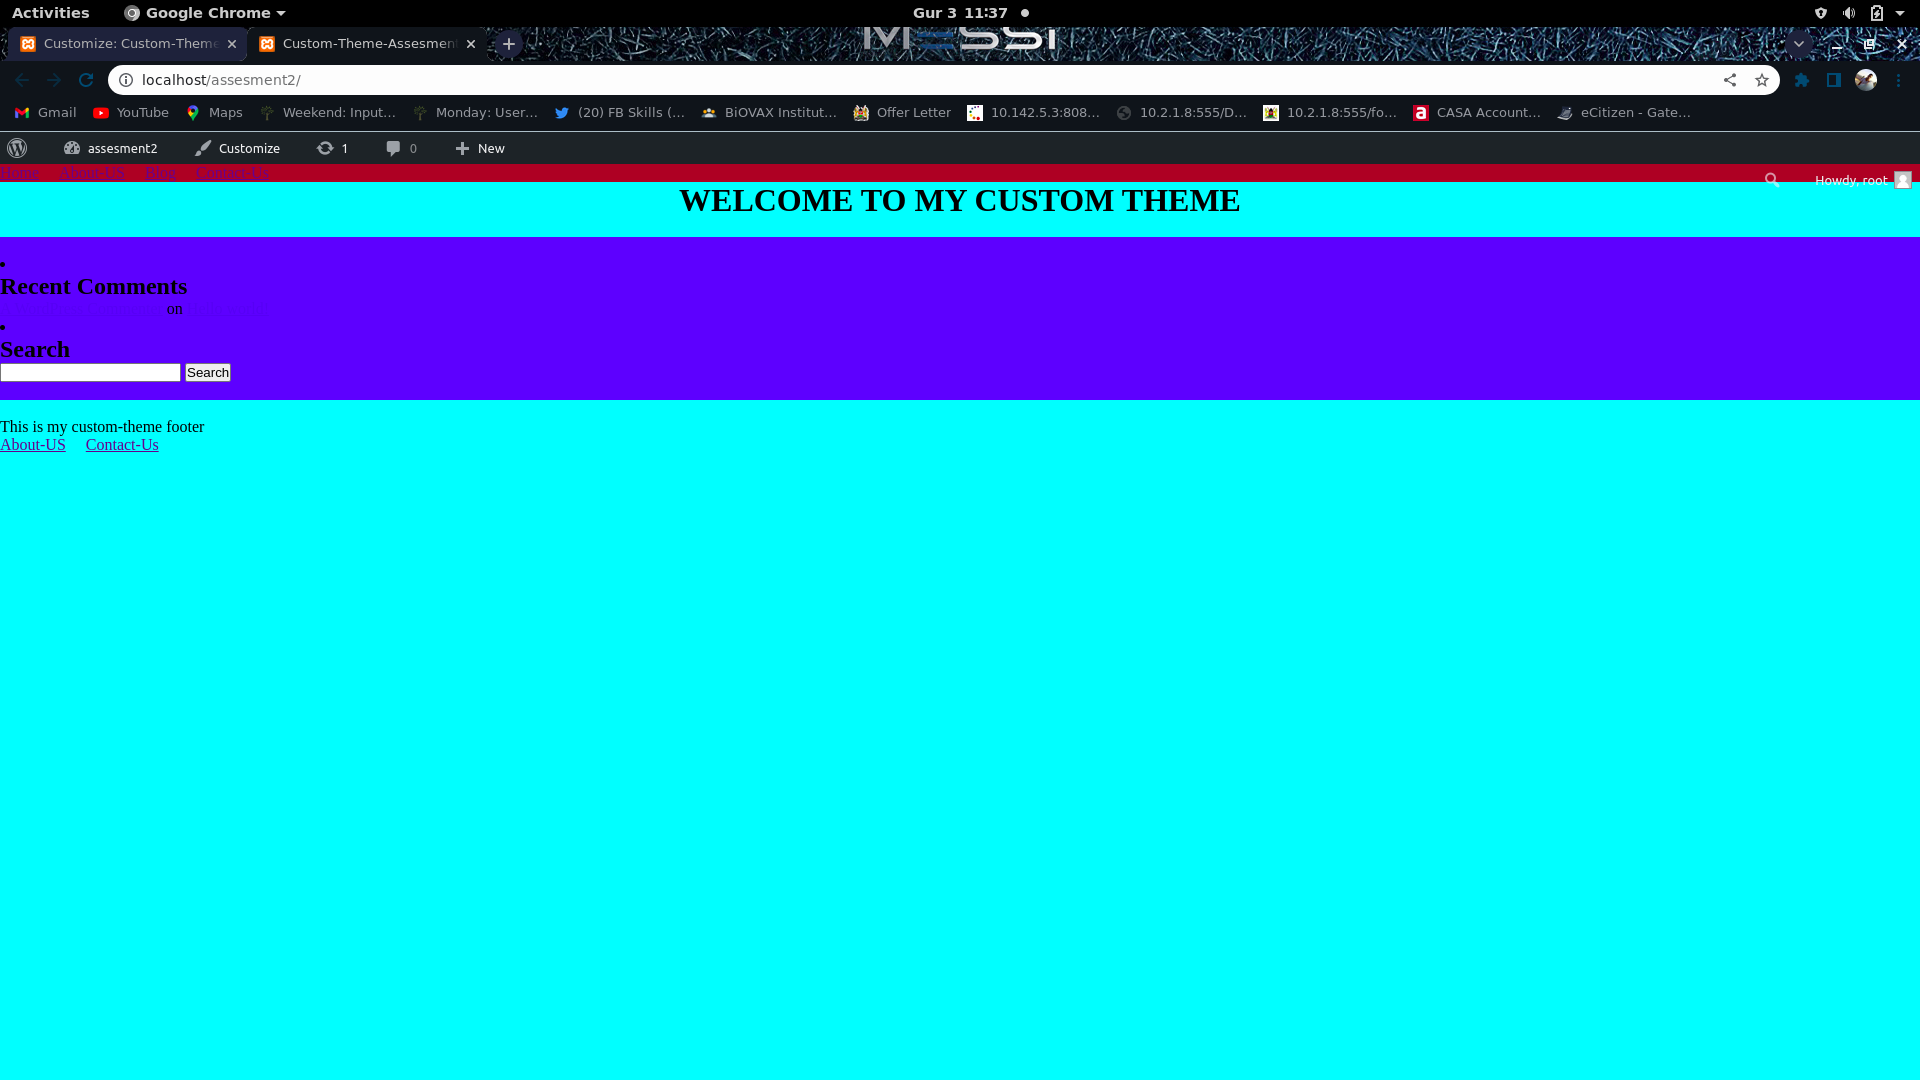 Activities Google Chrome Gur 3 11:37
Customize: Custom-Theme Custom-Theme-Assesment MESSI
localhost/assesment2/
Gmail YouTube Maps Weekend: Input... Monday: User... (20) FB Skills (... BiOVAX Institut... Offer Letter 10.142.5.3:808... 10.2.1.8:555/D... 10.2.1.8:555/fo... CASA Account... eCitizen - Gate...
assesment2 Customize 1 0 New
Home About-US Blog Contact-Us Howdy, root
WELCOME TO MY CUSTOM THEME
Recent Comments
on
Search
Search
This is my custom-theme footer
About-US Contact-Us